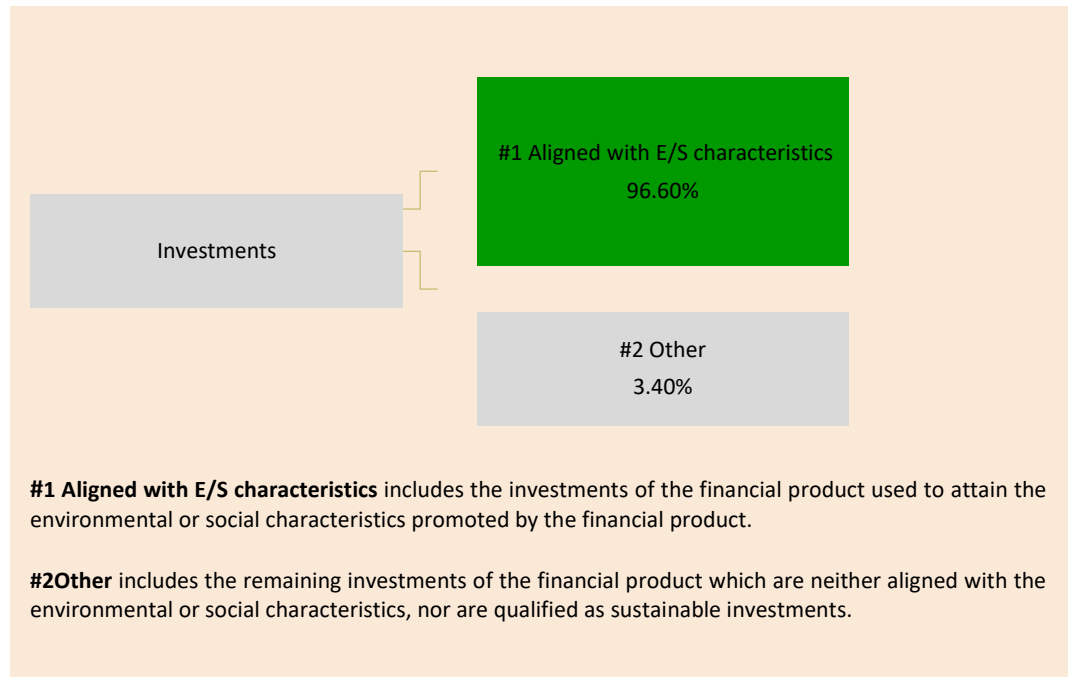 #1 Aligned with E/S characteristics
96.60%
Investments
#2 Other
3.40%
#1 Aligned with E/S characteristics includes the investments of the financial product used to attain the
environmental or social characteristics promoted by the financial product.
#2Other includes the remaining investments of the financial product which are neither aligned with the
environmental or social characteristics, nor are qualified as sustainable investments.